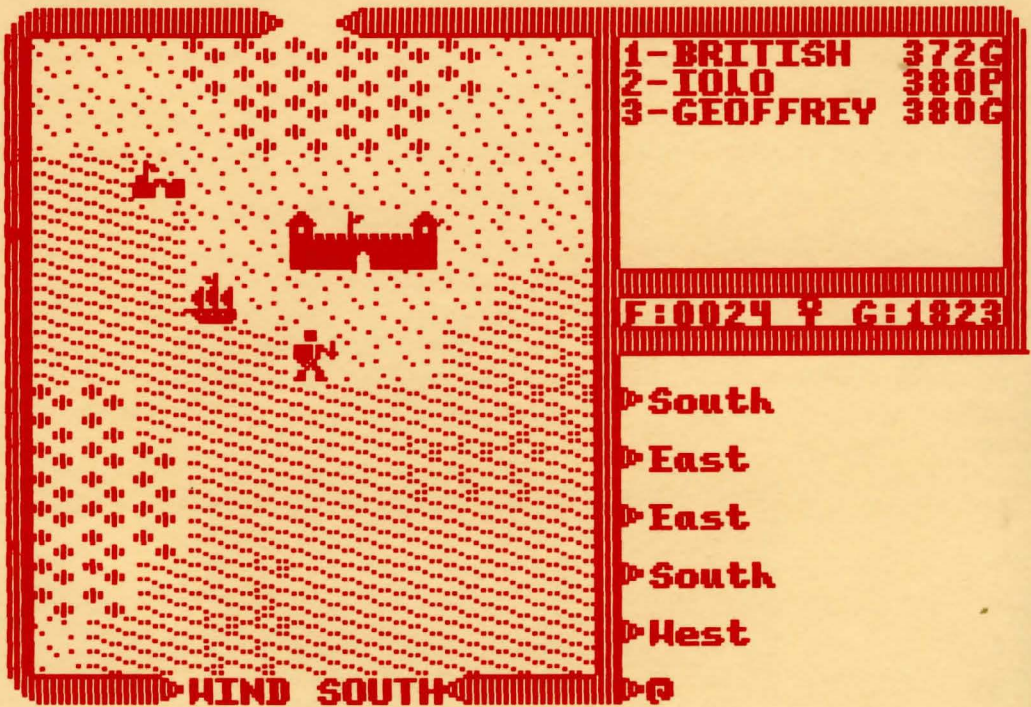 1-BRITISH 372G
2-IOLO 380P
3-GEOFFREY 380G
F:0024 ♀ G:1823
South
East
East
South
West
@
WIND SOUTH